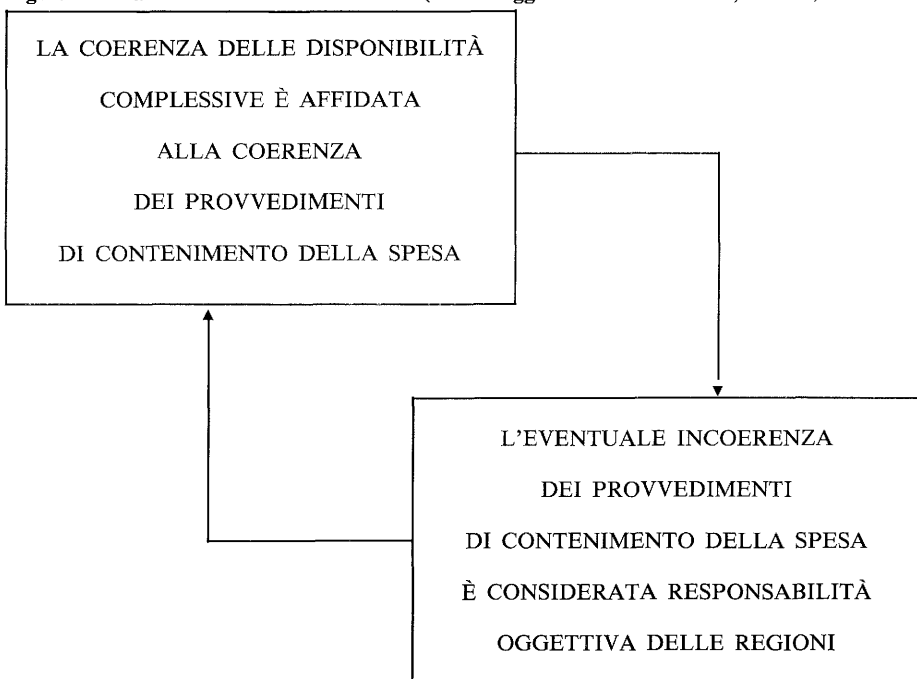 LA COERENZA DELLE DISPONIBILITÀ
COMPLESSIVE È AFFIDATA
ALLA COERENZA
DEI PROVVEDIMENTI
DI CONTENIMENTO DELLA SPESA
L'EVENTUALE INCOERENZA
DEI PROVVEDIMENTI
DI CONTENIMENTO DELLA SPESA
È CONSIDERATA RESPONSABILITÀ
OGGETTIVA DELLE REGIONI